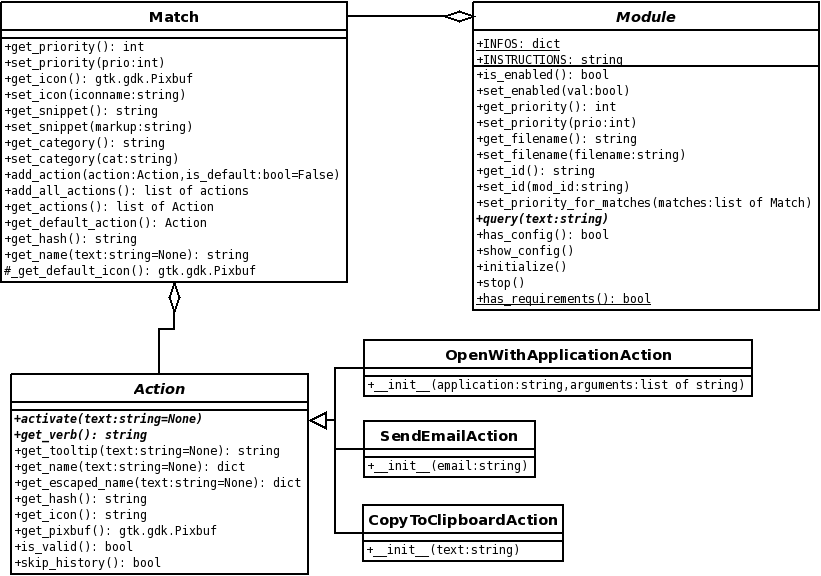 Match
+get_priority(): int
+set_priority(prio:int)
+get_icon(): gtk.gdk.Pixbuf
+set_icon(iconname:string)
+get_snippet(): string
+set_snippet(markup:string)
+get_category(): string
+set_category(cat:string)
+add_action(action:Action,is_default:bool=False)
+add_all_actions(): list of actions
+get_actions(): list of Action
+get_default_action(): Action
+get_hash(): string
+get_name(text:string=None): string
#_get_default_icon(): gtk.gdk.Pixbuf
Module
+INFOS: dict
+INSTRUCTIONS: string
+is_enabled(): bool
+set_enabled(val:bool)
+get_priority(): int
+set_priority(prio:int)
+get_filename(): string
+set_filename(filename:string)
+get_id(): string
+set_id(mod_id:string)
+set_priority_for_matches(matches:list of Match)
+query(text:string)
+has_config(): bool
+show_config()
+initialize()
+stop()
+has_requirements(): bool
Action
+activate(text:string=None)
+get_verb(): string
+get_tooltip(text:string=None): string
+get_name(text:string=None): dict
+get_escaped_name(text:string=None): dict
+get_hash(): string
+get_icon(): string
+get_pixbuf(): gtk.gdk.Pixbuf
+is_valid(): bool
+skip_history(): bool
OpenWithApplicationAction
+__init__(application:string,arguments:list of string)
SendEmailAction
+__init__(email:string)
CopyToClipboardAction
+__init__(text:string)